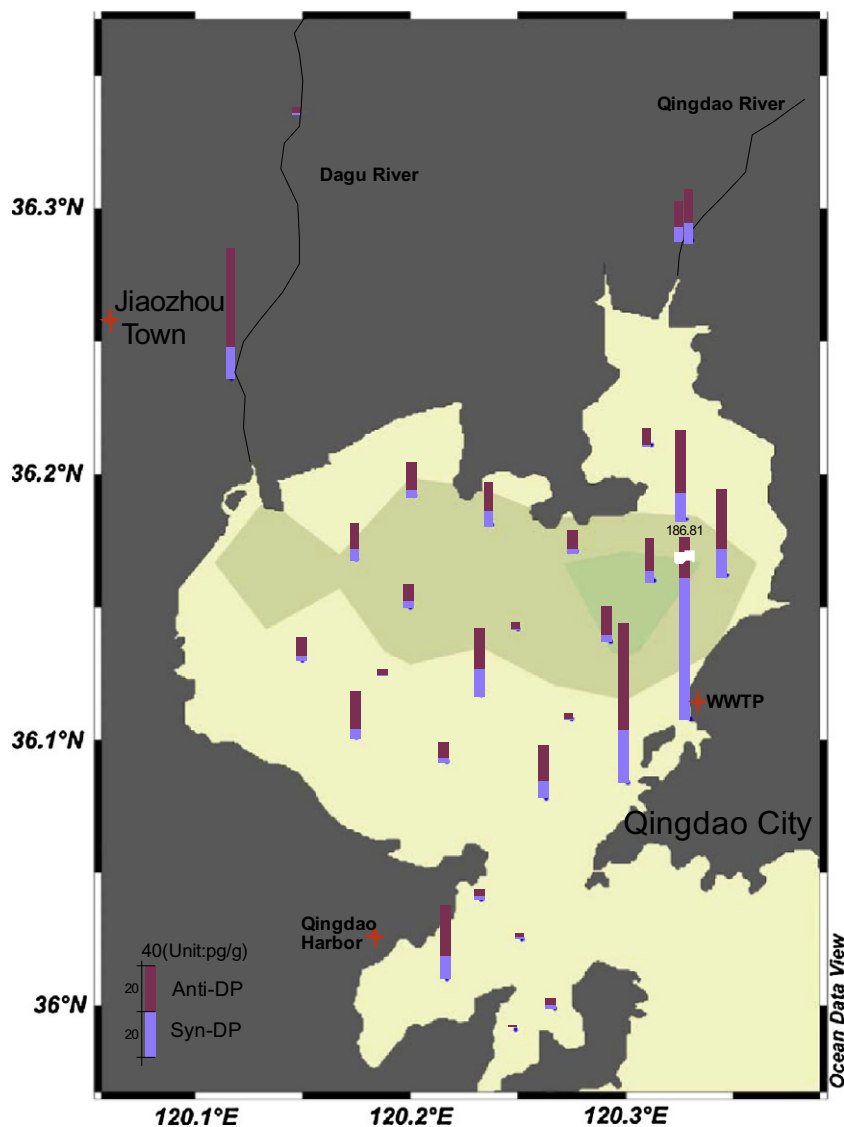 Qingdao River
Dagu River
36.3°N
Jiaozhou
Town
36.2°N
186.81
WWTP
36.1°N
Qingdao City
Qingdao
Harbor
40(Unit:pg/g)
20
Anti-DP
36°N
20
Syn-DP
Ocean Data View
120.1°E
120.2°E
120.3°E